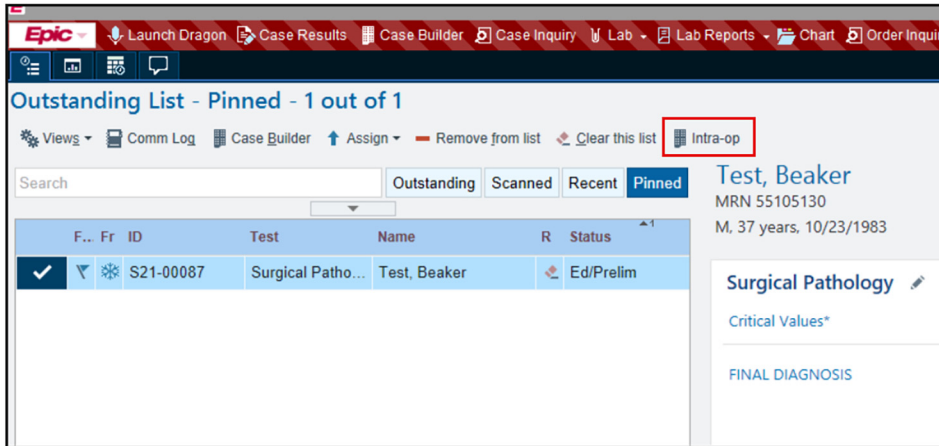 Epic Launch Dragon Case Results Case Builder Case Inquiry Lab Lab Reports Chart Order Inquir
Outstanding List - Pinned - 1 out of 1
Views Comm Log Case Builder Assign Remove from list Clear this list Intra-op
Search Outstanding Scanned Recent Pinned
Test, Beaker
MRN 55105130
M, 37 years, 10/23/1983
F... Fr ID Test Name R Status 1
S21-00087 Surgical Patho... Test, Beaker Ed/Prelim
Surgical Pathology
Critical Values*
FINAL DIAGNOSIS